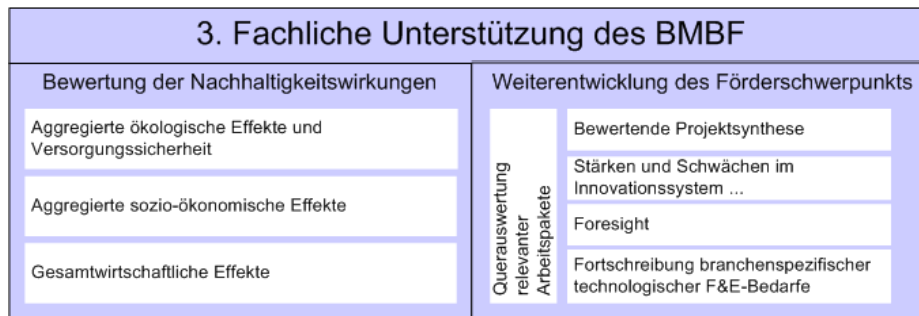 3. Fachliche Unterstützung des BMBF
Bewertung der Nachhaltigkeitswirkungen
Aggregierte ökologische Effekte und
Versorgungssicherheit
Aggregierte sozio-ökonomische Effekte
Gesamtwirtschaftliche Effekte
Weiterentwicklung des Förderschwerpunkts
Querauswertung
relevanter
Arbeitspakete
Bewertende Projektsynthese
Stärken und Schwächen im
Innovationssystem ...
Foresight
Fortschreibung branchenspezifischer
technologischer F&E-Bedarfe